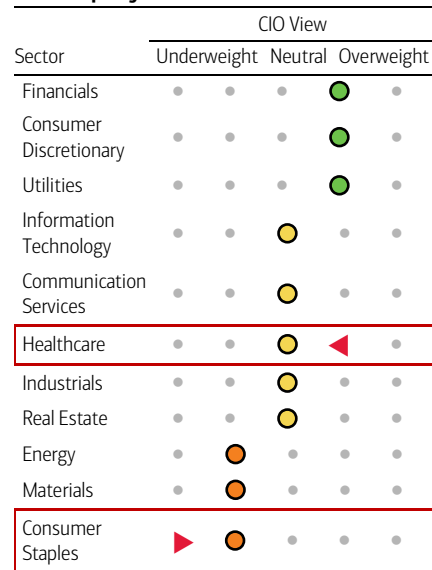 CIO View
Sector Underweight Neutral Overweight
Financials
Consumer
Discretionary
Utilities
Information
Technology
Communication
Services
Healthcare
Industrials
Real Estate
Energy
Materials
Consumer
Staples